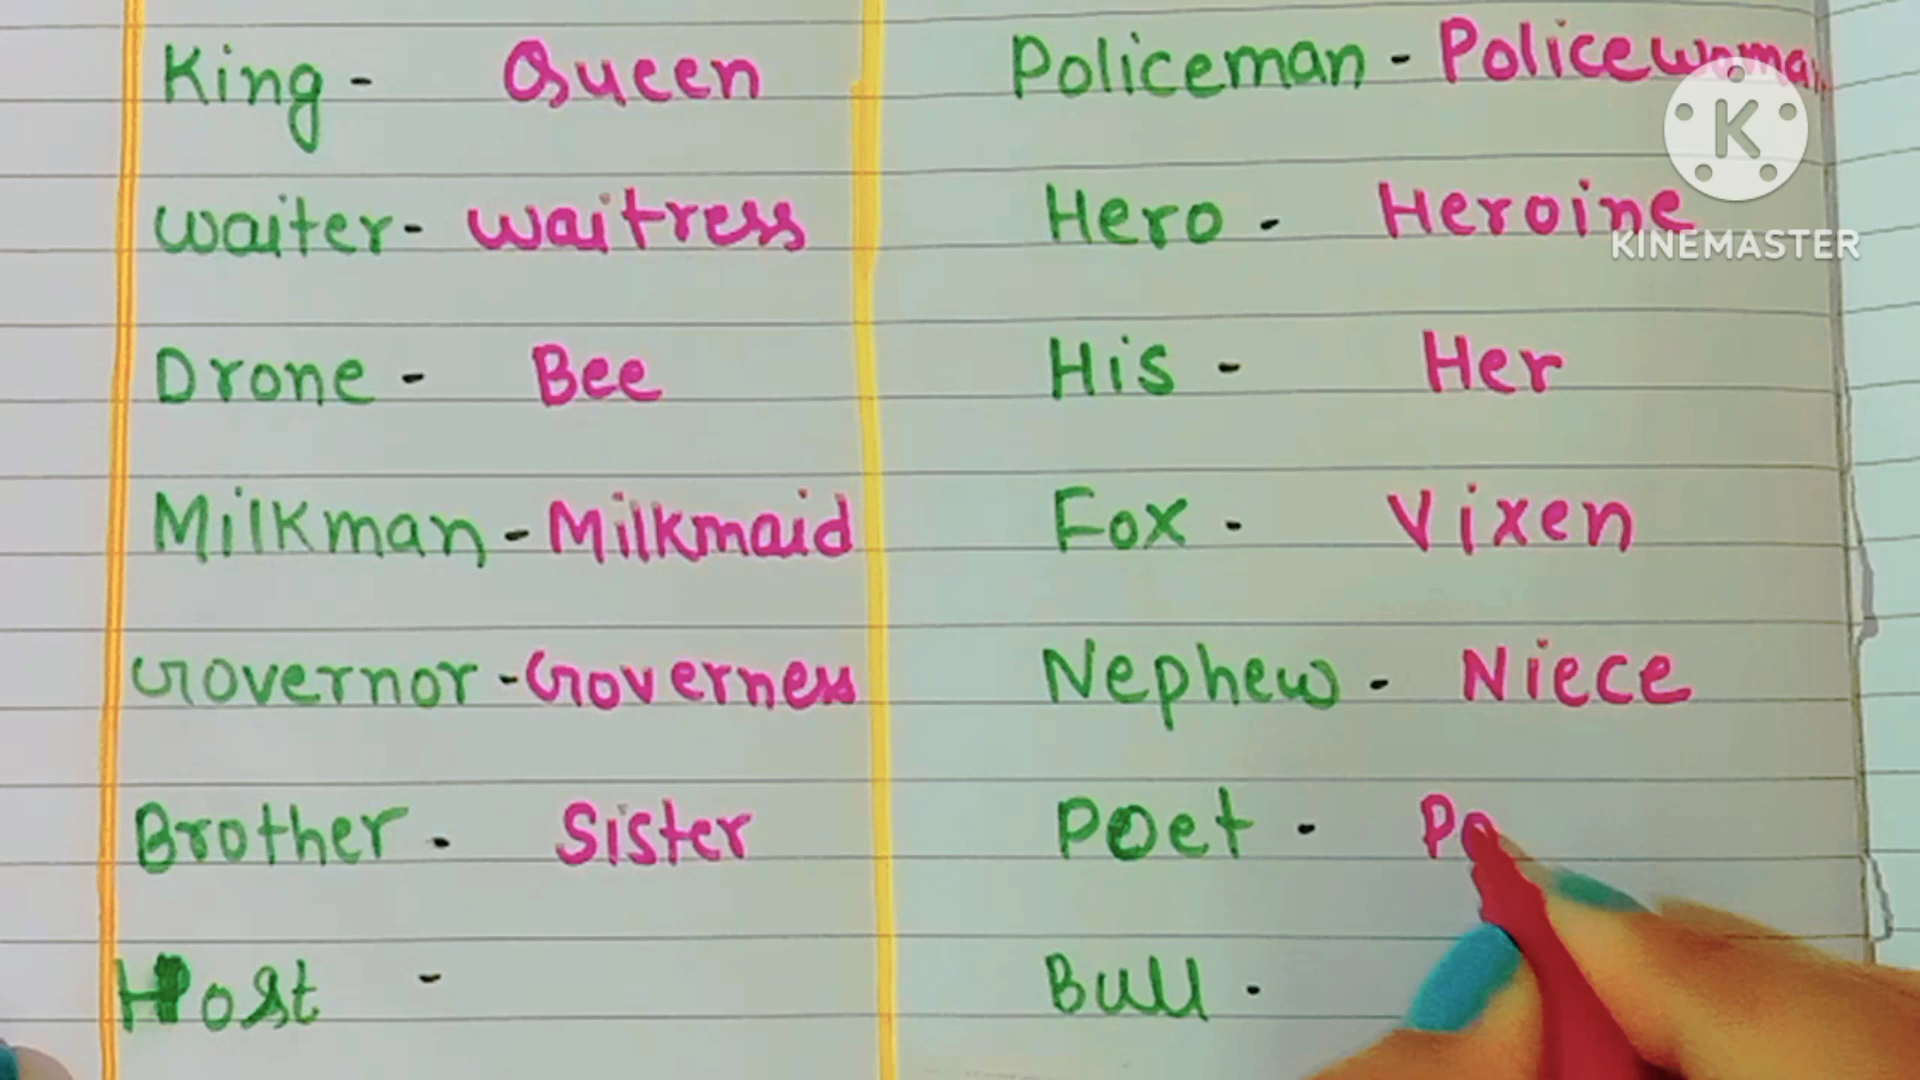 King - Queen
Waiter - Waitress
Drone - Bee
Milkman - Milkmaid
Governor - Governess
Brother - Sister
Host -
Policeman - Policewoman
Hero - Heroine
His - Her
Fox - Vixen
Nephew - Niece
Poet - Po
Bull -
K
KINEMASTER